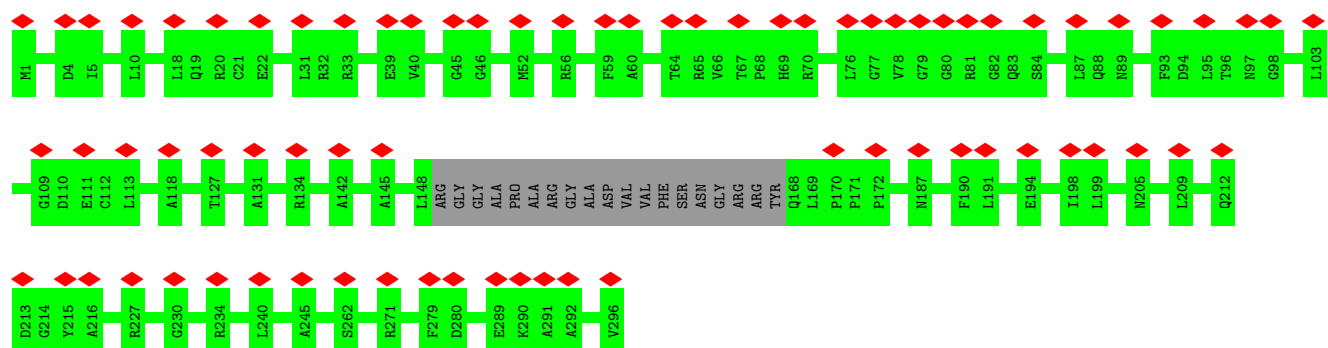 M1 D4 I5 L10 L18 Q19 R20 C21 E22 L31 R32 R33 E39 V40 G45 G46 M52 R56 F59 A60 T64 R65 V66 T67 P68 H69 R70 L76 G77 V78 G79 G80 R81 G82 Q83 S84 L87 Q88 N89 F93 D94 L95 T96 N97 G98 L103
G109 D110 E111 C112 L113 A118 T127 A131 R134 A142 A145 L148 ARG GLY GLY ALA PRO ALA ARG GLY ALA ASP VAL VAL PHE SER ASN GLY ARG ARG TYR Q168 L169 P170 P171 P172 N187 F190 L191 E194 I198 L199 N205 L209 Q212
D213 G214 Y215 A216 R227 G230 R234 L240 A245 S262 R271 F279 D280 E289 K290 A291 A292 V296